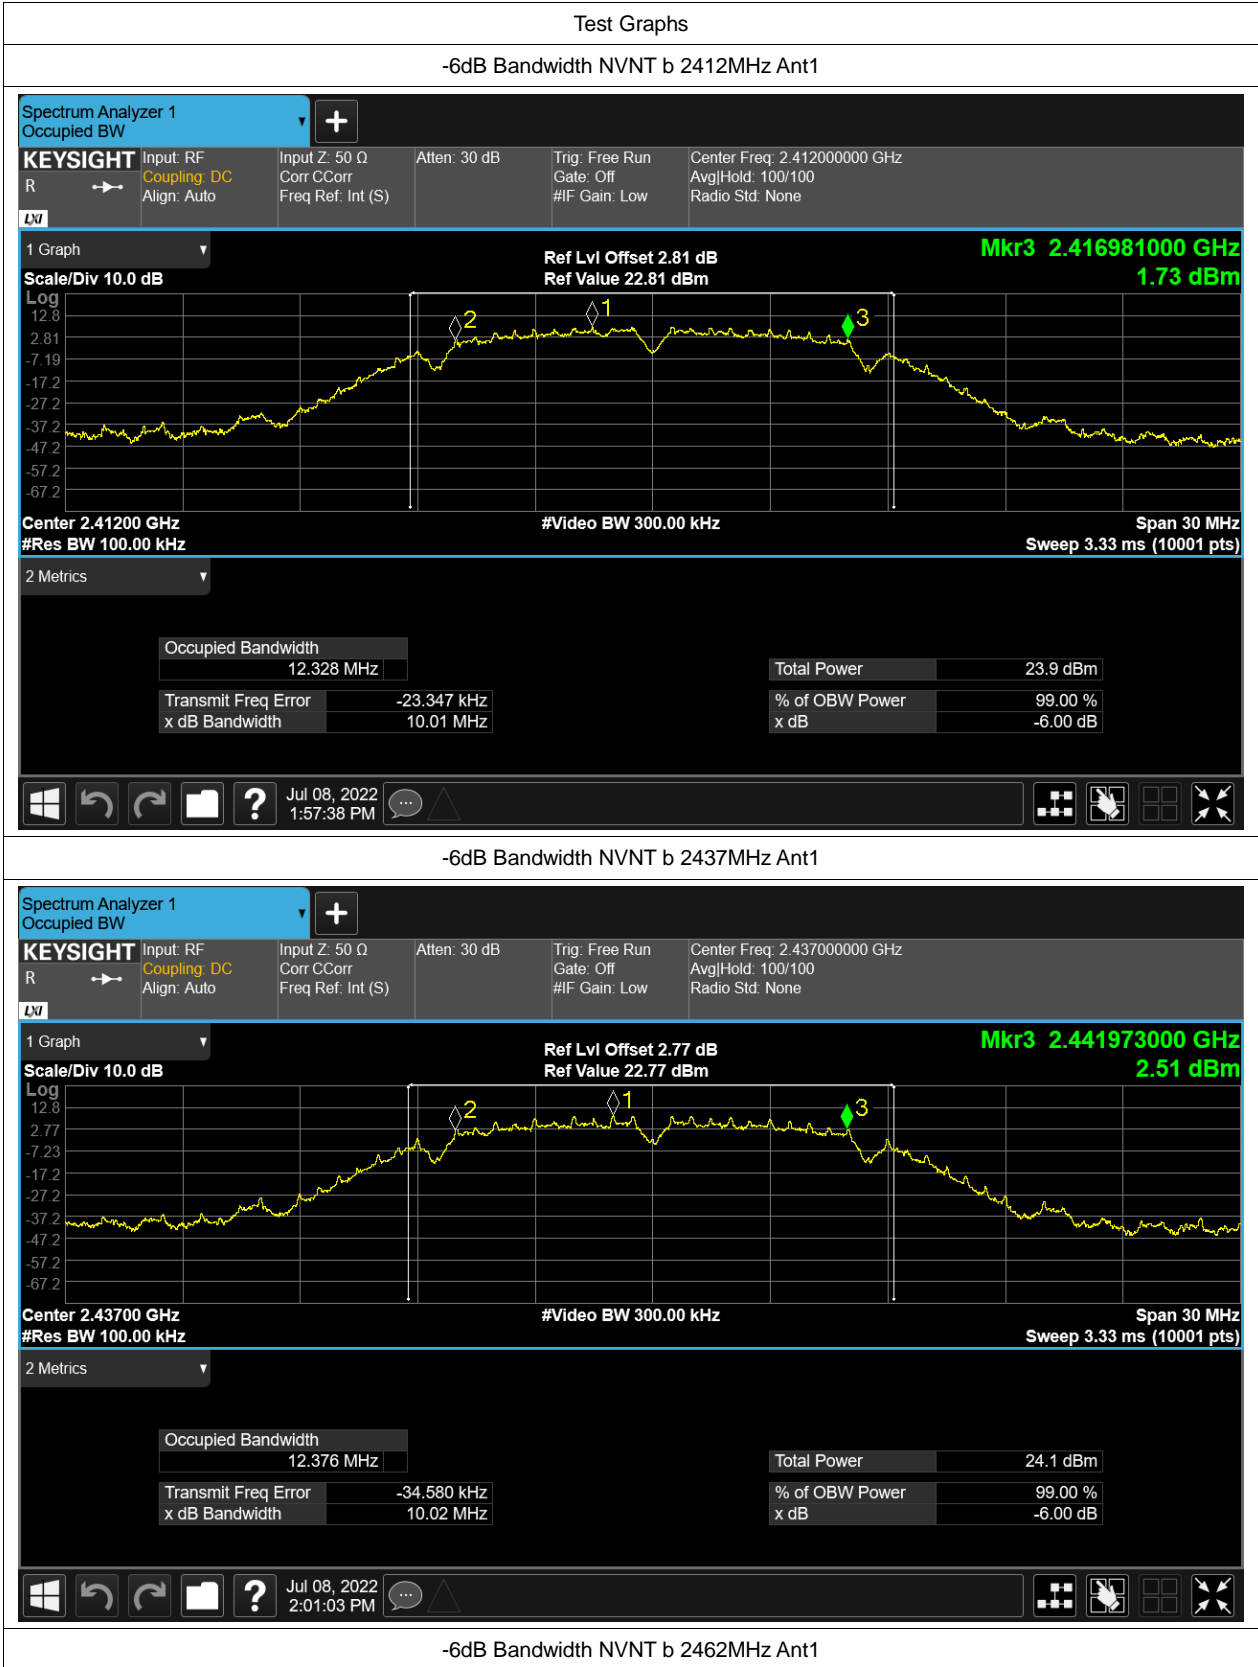 Test Graphs
-6dB Bandwidth NVNT b 2412MHz Ant1
Spectrum Analyzer 1
Occupied BW
KEYSIGHT
R
LXI
Input: RF
Coupling: DC
Align: Auto
Input Z: 50 Ω
Corr CCorr
Freq Ref: Int (S)
Atten: 30 dB
Trig: Free Run
Gate: Off
#IF Gain: Low
Center Freq: 2.412000000 GHz
Avg|Hold: 100/100
Radio Std: None
1 Graph
Scale/Div 10.0 dB
Ref Lvl Offset 2.81 dB
Ref Value 22.81 dBm
Mkr3 2.416981000 GHz
1.73 dBm
Log
12.8
2.81
-7.19
-17.2
-27.2
-37.2
-47.2
-57.2
-67.2
2
1
3
Center 2.41200 GHz
#Res BW 100.00 kHz
#Video BW 300.00 kHz
Span 30 MHz
Sweep 3.33 ms (10001 pts)
2 Metrics
Occupied Bandwidth
12.328 MHz
Transmit Freq Error -23.347 kHz
x dB Bandwidth 10.01 MHz
Total Power 23.9 dBm
% of OBW Power 99.00 %
x dB -6.00 dB
?
Jul 08, 2022
1:57:38 PM
-6dB Bandwidth NVNT b 2437MHz Ant1
Spectrum Analyzer 1
Occupied BW
KEYSIGHT
R
LXI
Input: RF
Coupling: DC
Align: Auto
Input Z: 50 Ω
Corr CCorr
Freq Ref: Int (S)
Atten: 30 dB
Trig: Free Run
Gate: Off
#IF Gain: Low
Center Freq: 2.437000000 GHz
Avg|Hold: 100/100
Radio Std: None
1 Graph
Scale/Div 10.0 dB
Ref Lvl Offset 2.77 dB
Ref Value 22.77 dBm
Mkr3 2.441973000 GHz
2.51 dBm
Log
12.8
2.77
-7.23
-17.2
-27.2
-37.2
-47.2
-57.2
-67.2
2
1
3
Center 2.43700 GHz
#Res BW 100.00 kHz
#Video BW 300.00 kHz
Span 30 MHz
Sweep 3.33 ms (10001 pts)
2 Metrics
Occupied Bandwidth
12.376 MHz
Transmit Freq Error -34.580 kHz
x dB Bandwidth 10.02 MHz
Total Power 24.1 dBm
% of OBW Power 99.00 %
x dB -6.00 dB
?
Jul 08, 2022
2:01:03 PM
-6dB Bandwidth NVNT b 2462MHz Ant1